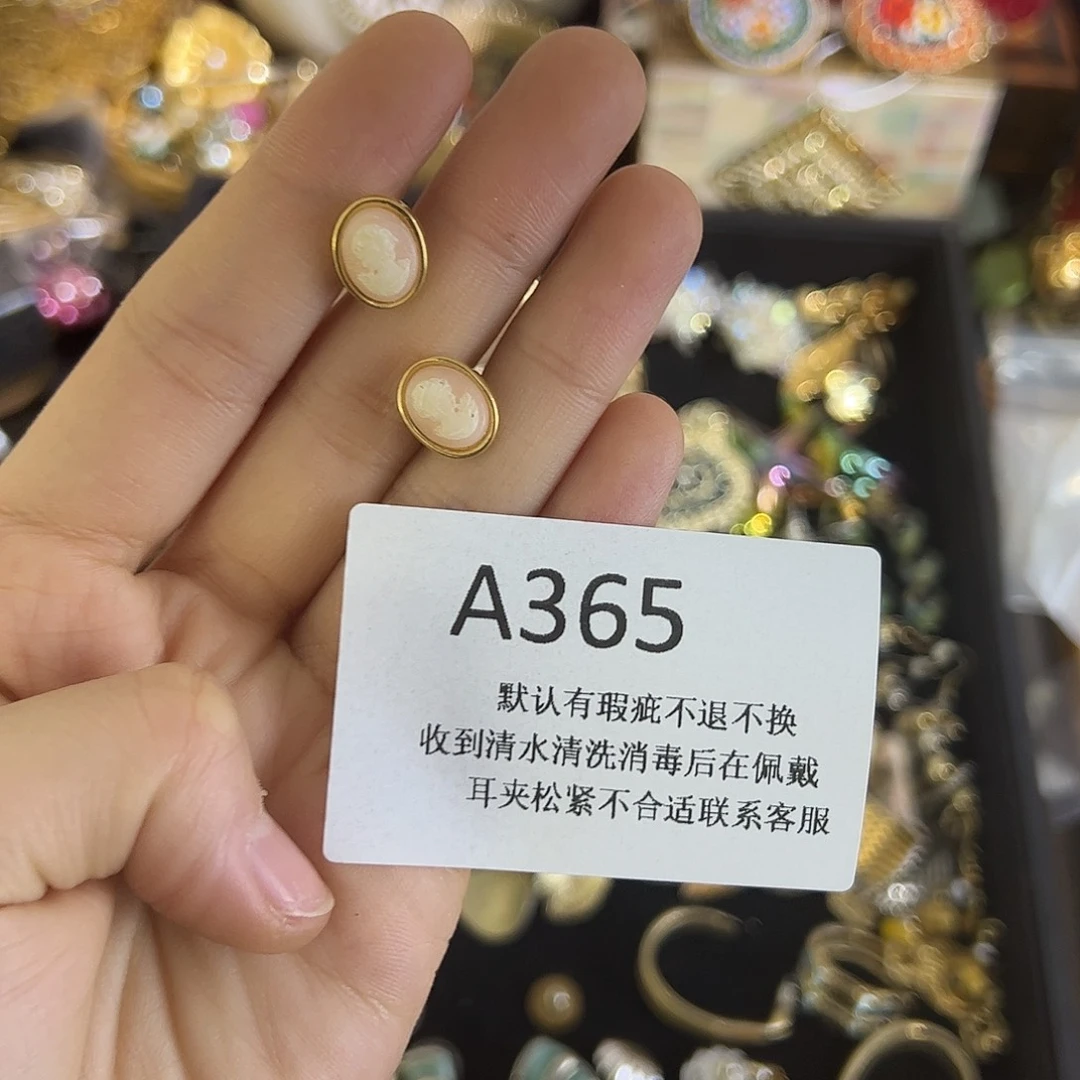 A365
默认有瑕疵不退不换
收到清水清洗消毒后在佩戴
耳夹松紧不合适联系客服